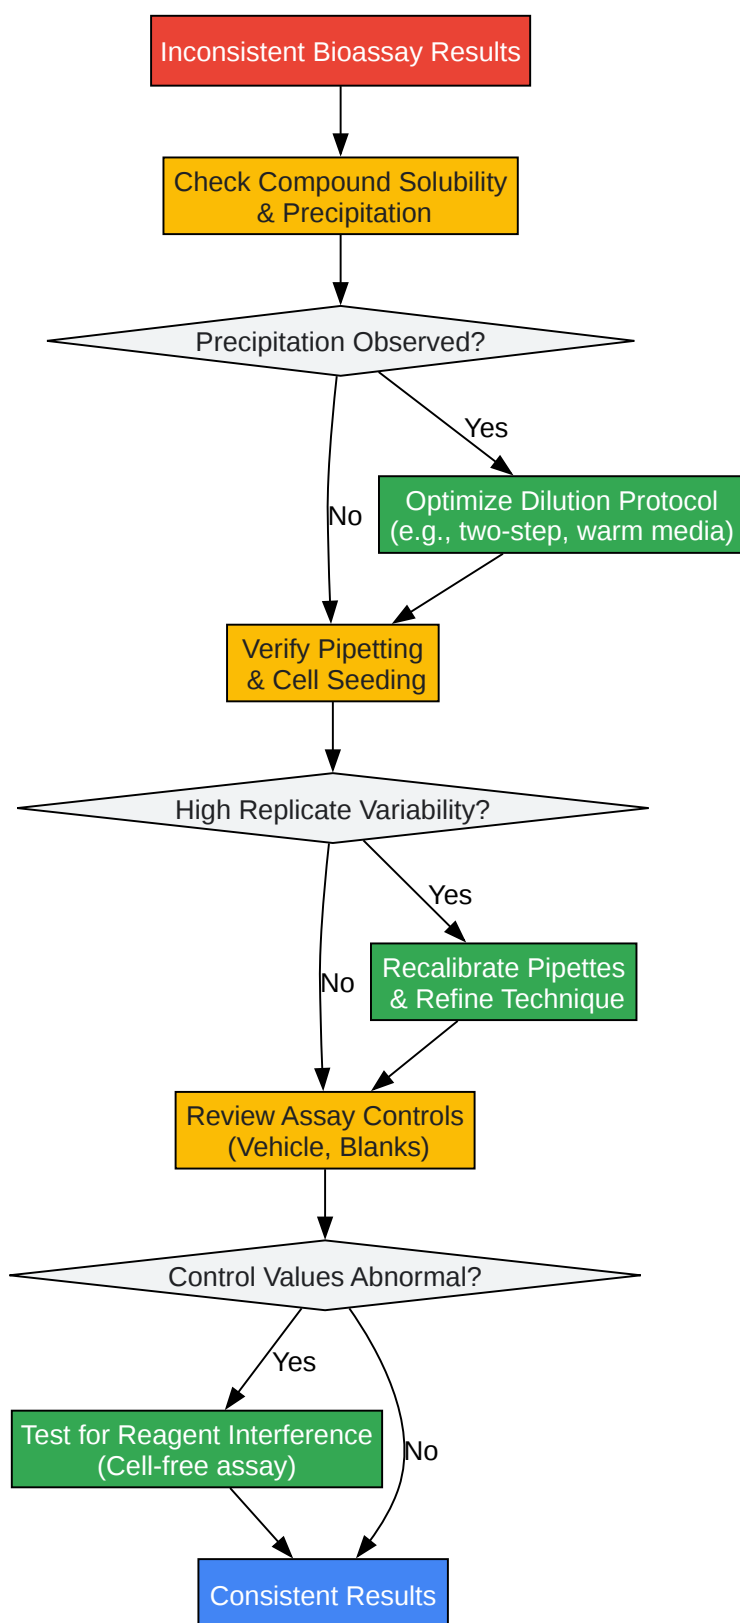 Inconsistent Bioassay Results
Check Compound Solubility
& Precipitation
Precipitation Observed?
Yes
Optimize Dilution Protocol
(e.g., two-step, warm media)
No
Verify Pipetting
& Cell Seeding
High Replicate Variability?
Yes
Recalibrate Pipettes
& Refine Technique
No
Review Assay Controls
(Vehicle, Blanks)
Control Values Abnormal?
Yes
Test for Reagent Interference
(Cell-free assay)
No
Consistent Results